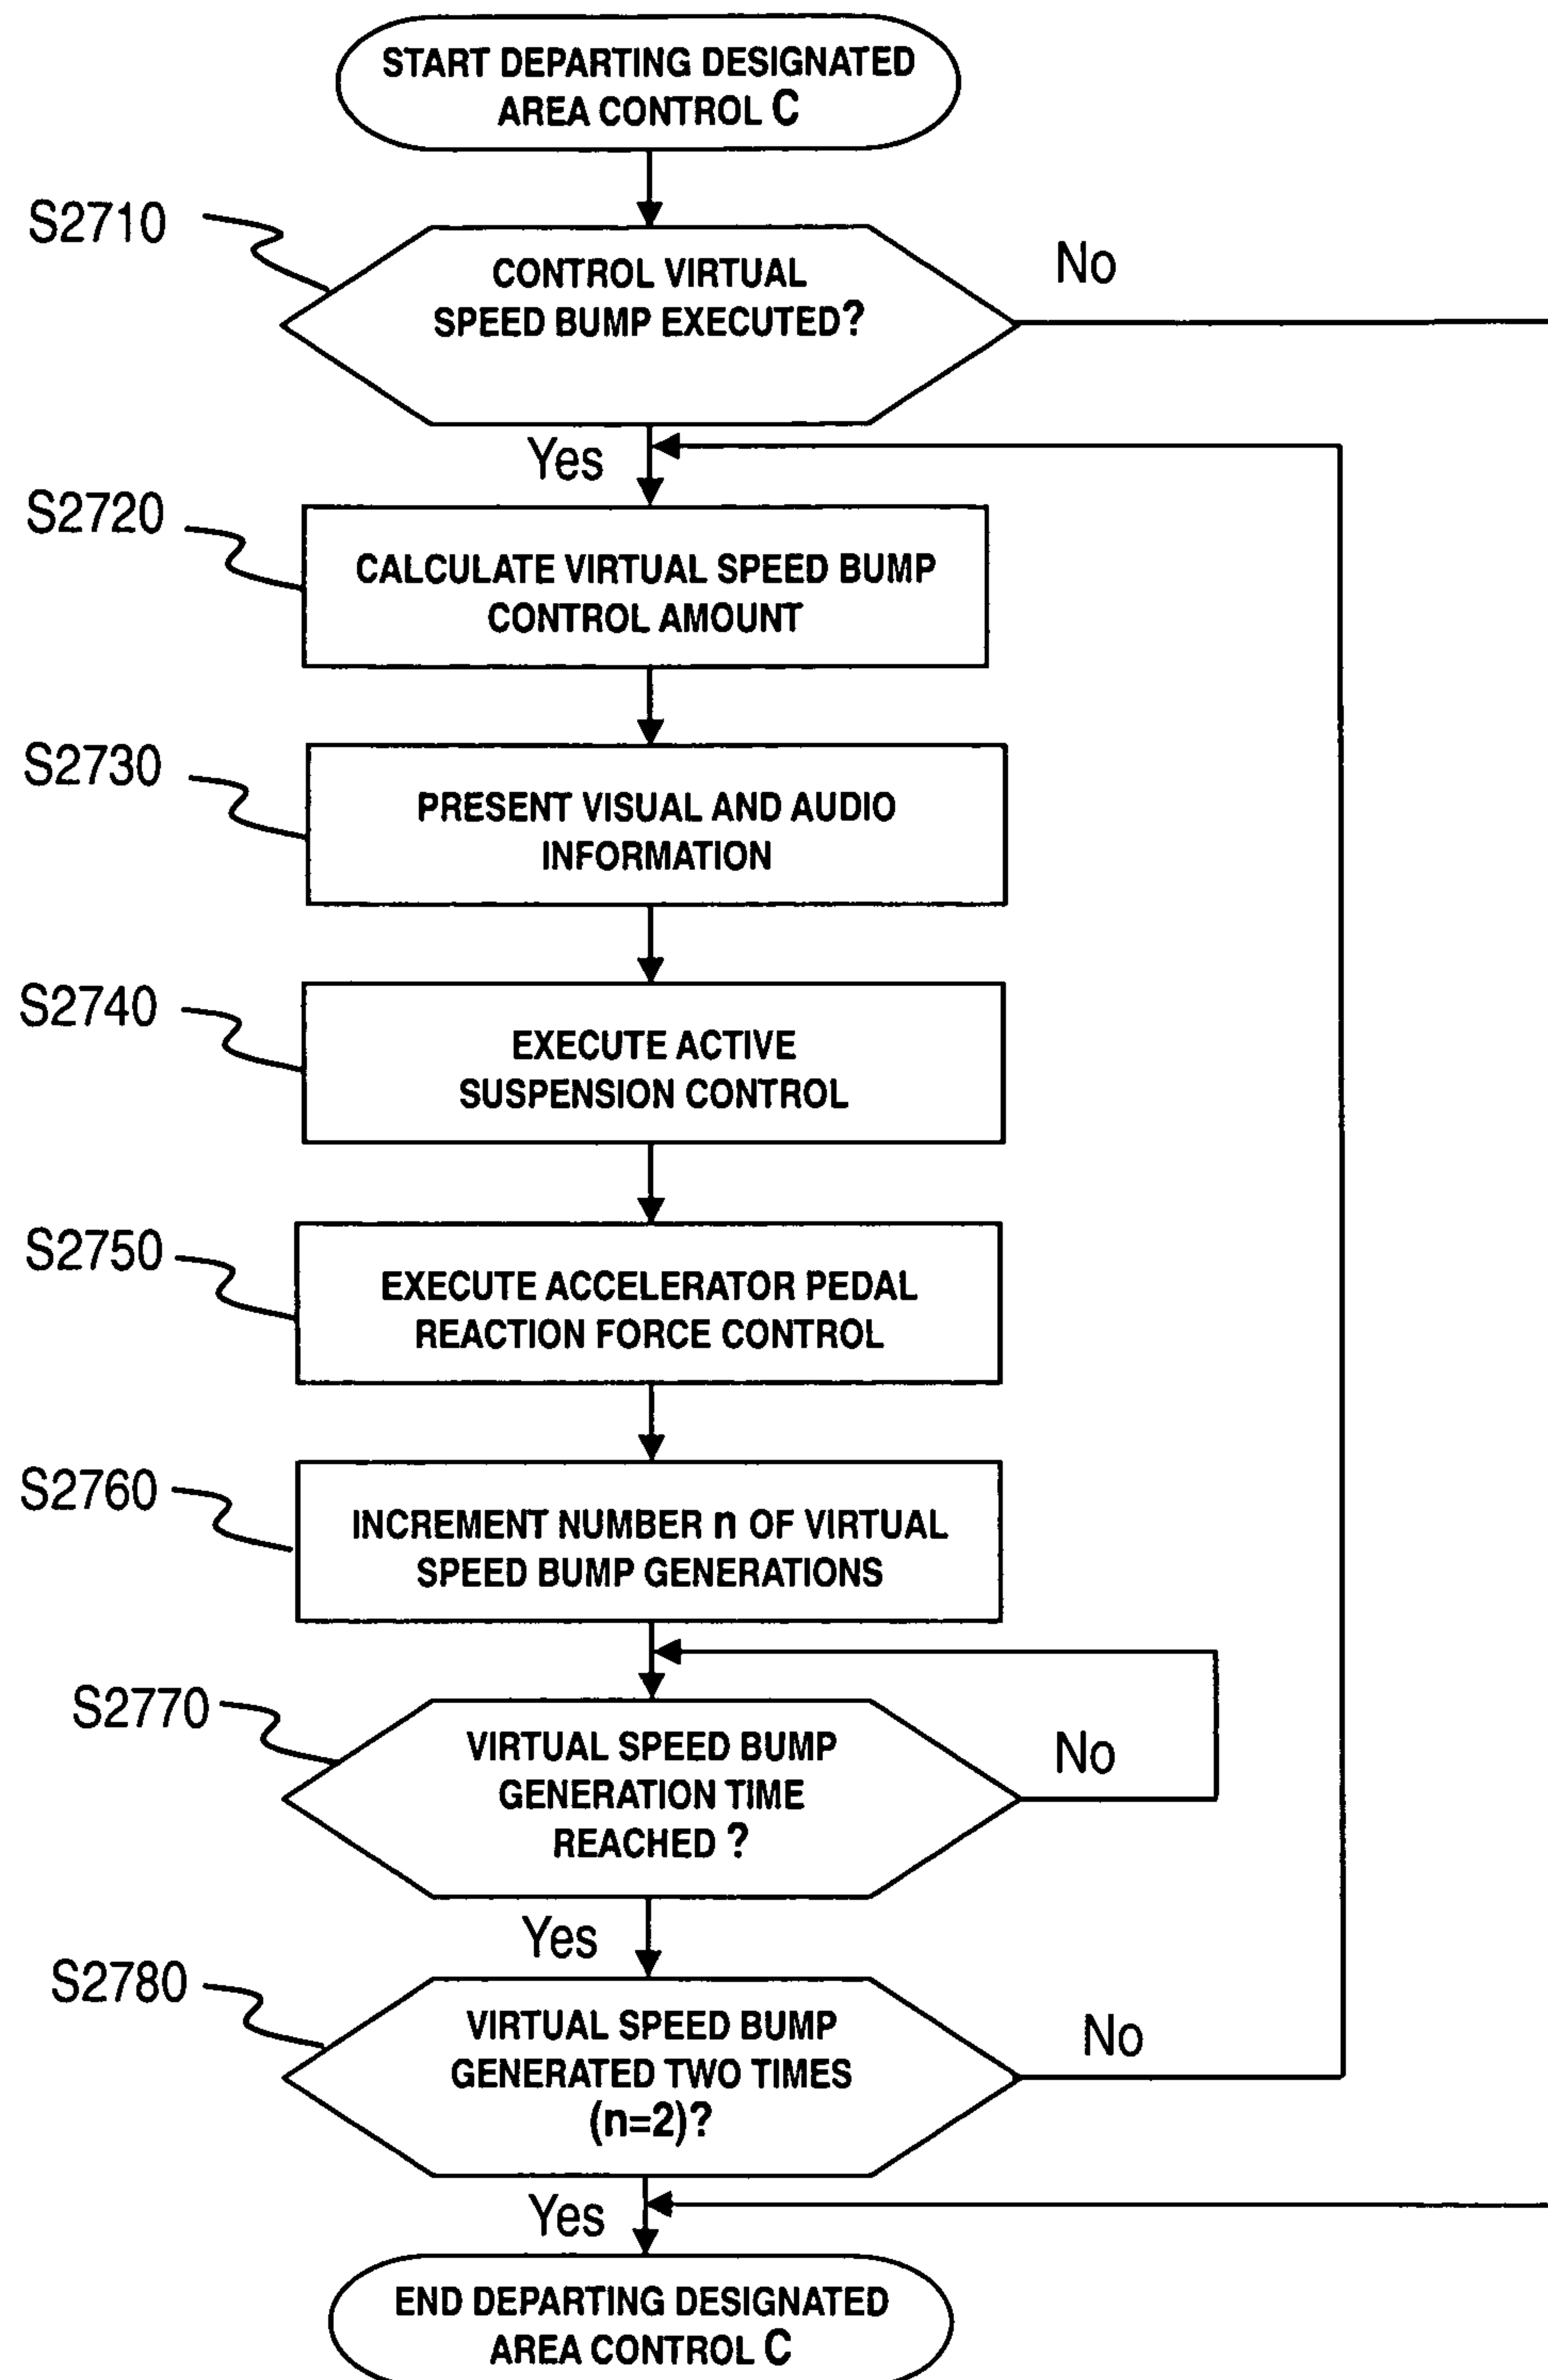 START DEPARTING DESIGNATED
AREA CONTROL C
S2710
CONTROL VIRTUAL
SPEED BUMP EXECUTED?
No
Yes
S2720
CALCULATE VIRTUAL SPEED BUMP
CONTROL AMOUNT
S2730
PRESENT VISUAL AND AUDIO
INFORMATION
S2740
EXECUTE ACTIVE
SUSPENSION CONTROL
S2750
EXECUTE ACCELERATOR PEDAL
REACTION FORCE CONTROL
S2760
INCREMENT NUMBER n OF VIRTUAL
SPEED BUMP GENERATIONS
S2770
VIRTUAL SPEED BUMP
GENERATION TIME
REACHED ?
No
Yes
S2780
VIRTUAL SPEED BUMP
GENERATED TWO TIMES
(n=2)?
No
Yes
END DEPARTING DESIGNATED
AREA CONTROL C